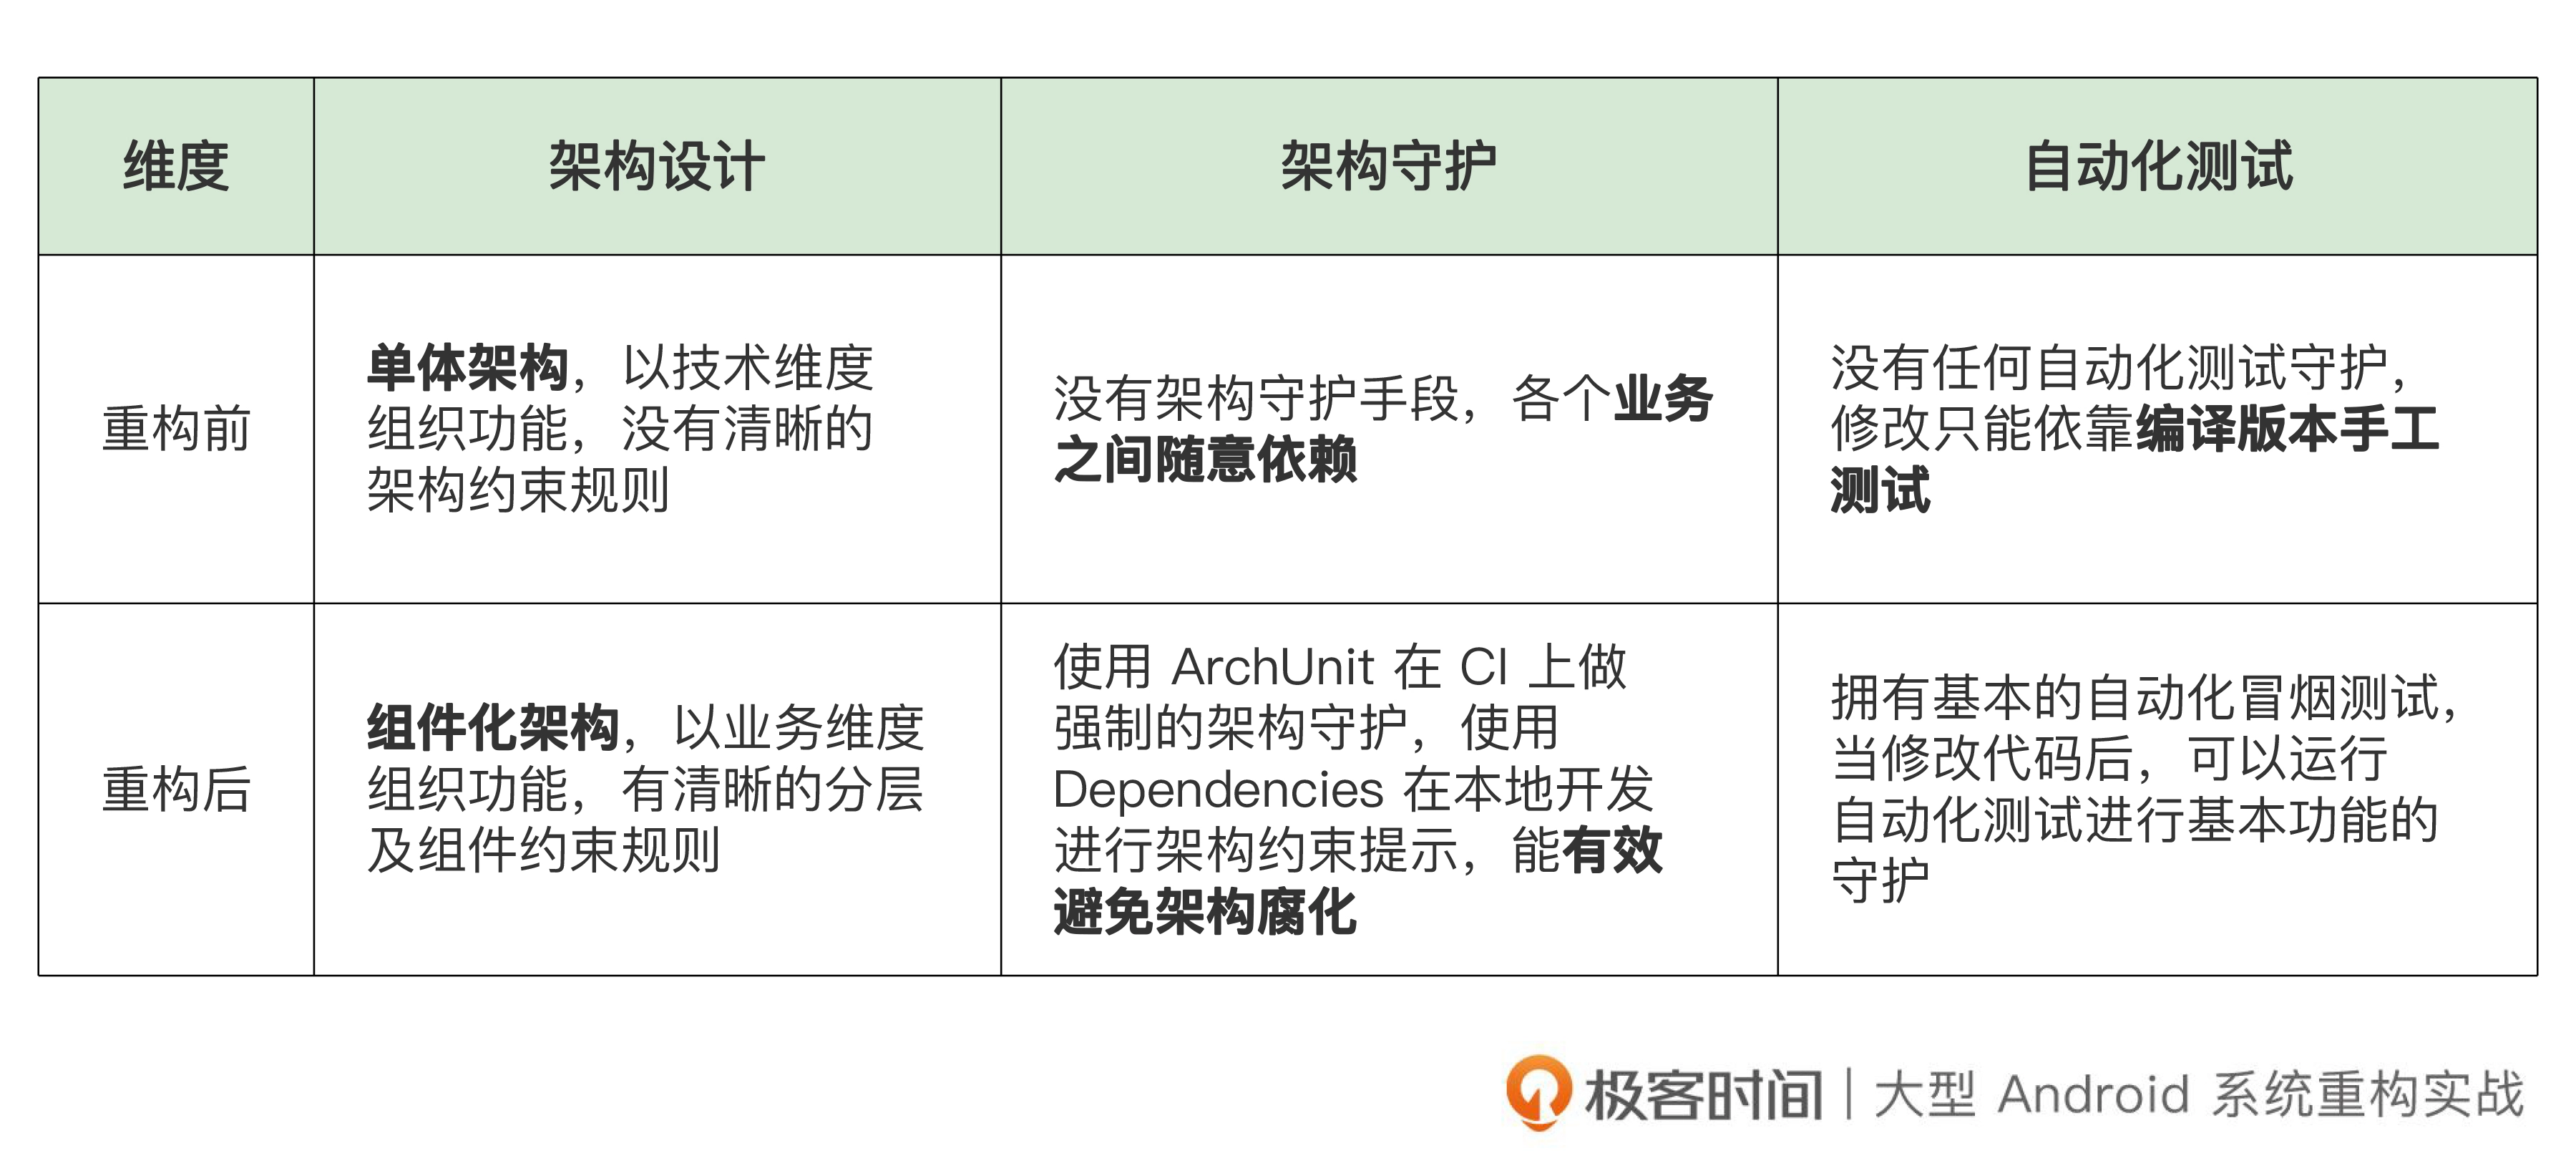 维度
架构设计
架构守护
自动化测试
重构前
单体架构，以技术维度
组织功能，没有清晰的
架构约束规则
没有架构守护手段，各个业务
之间随意依赖
没有任何自动化测试守护，
修改只能依靠编译版本手工
测试
重构后
组件化架构，以业务维度
组织功能，有清晰的分层
及组件约束规则
使用 ArchUnit 在 CI 上做
强制的架构守护，使用
Dependencies 在本地开发
进行架构约束提示，能有效
避免架构腐化
拥有基本的自动化冒烟测试，
当修改代码后，可以运行
自动化测试进行基本功能的
守护
极客时间 | 大型 Android 系统重构实战